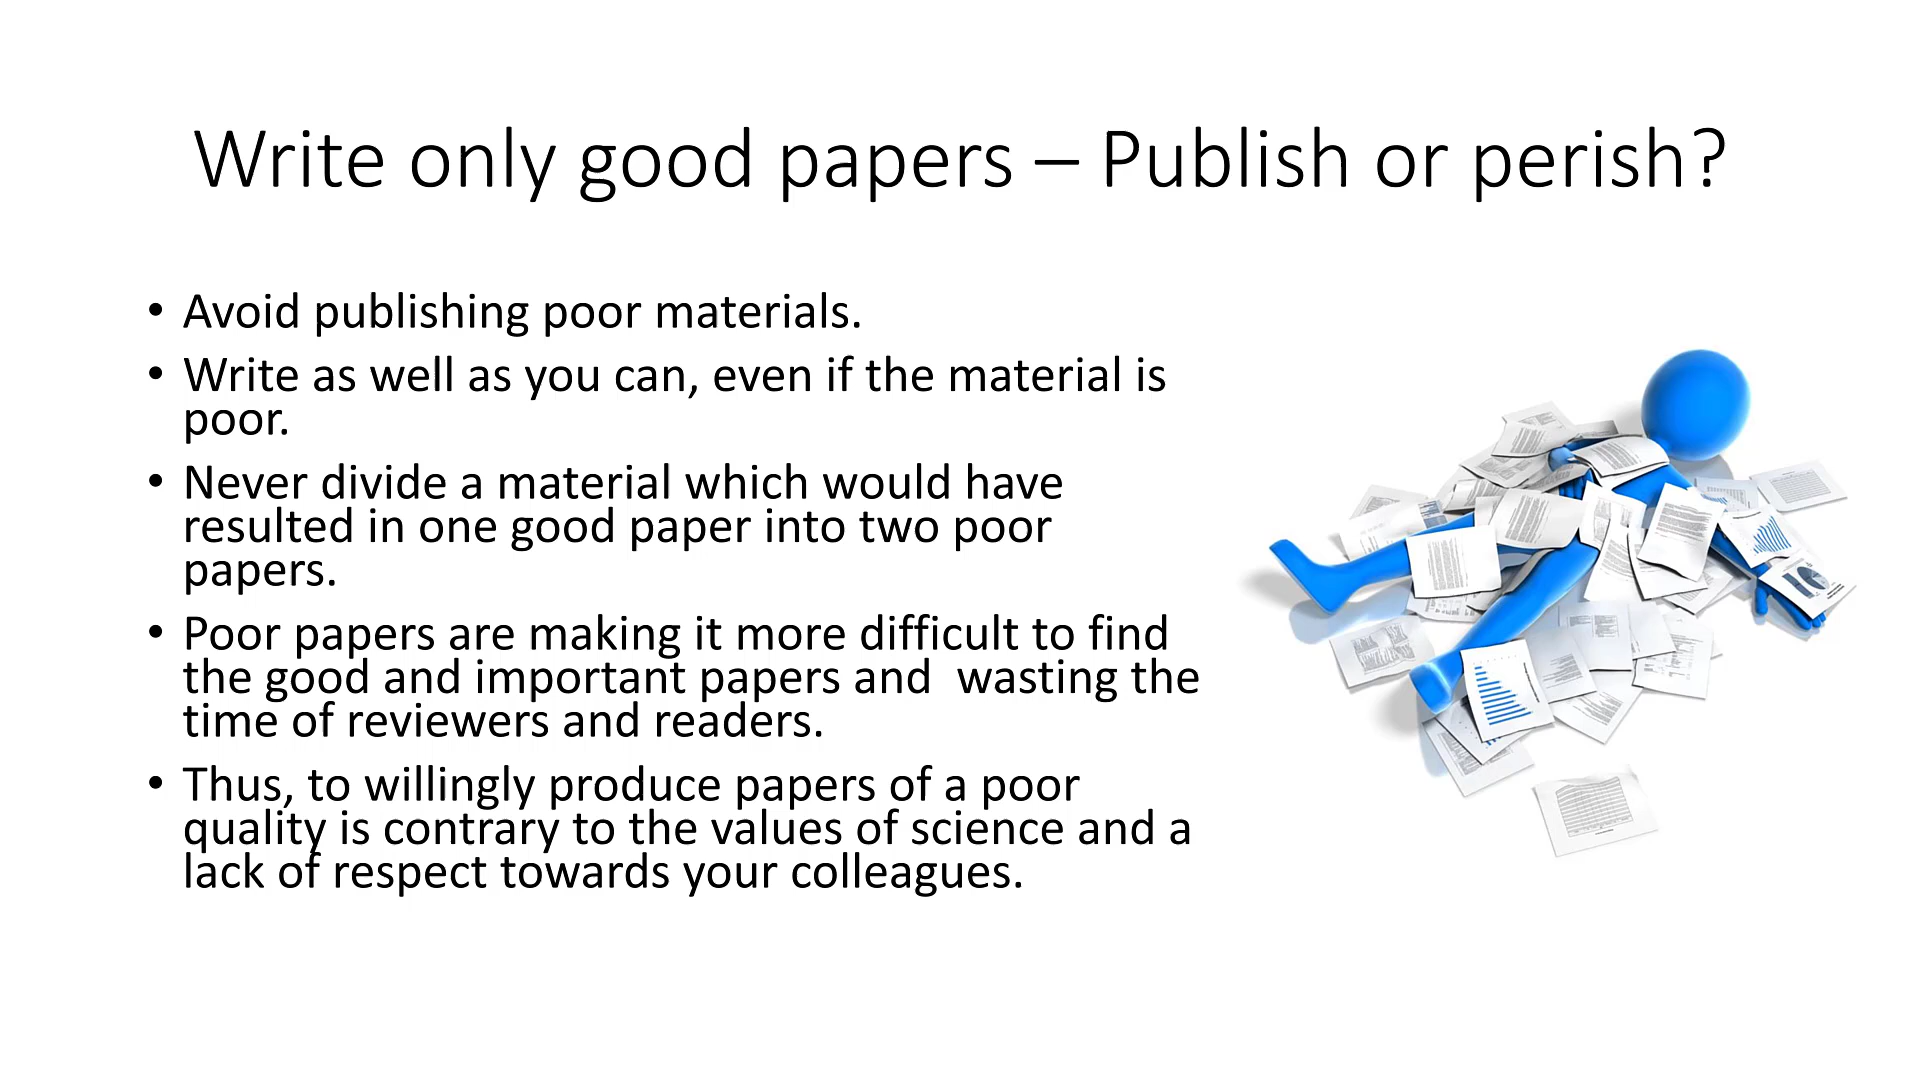 Write only good papers – Publish or perish?
• Avoid publishing poor materials.
• Write as well as you can, even if the material is
poor.
• Never divide a material which would have
resulted in one good paper into two poor
papers.
• Poor papers are making it more difficult to find
the good and important papers and  wasting the
time of reviewers and readers.
• Thus, to willingly produce papers of a poor
quality is contrary to the values of science and a
lack of respect towards your colleagues.